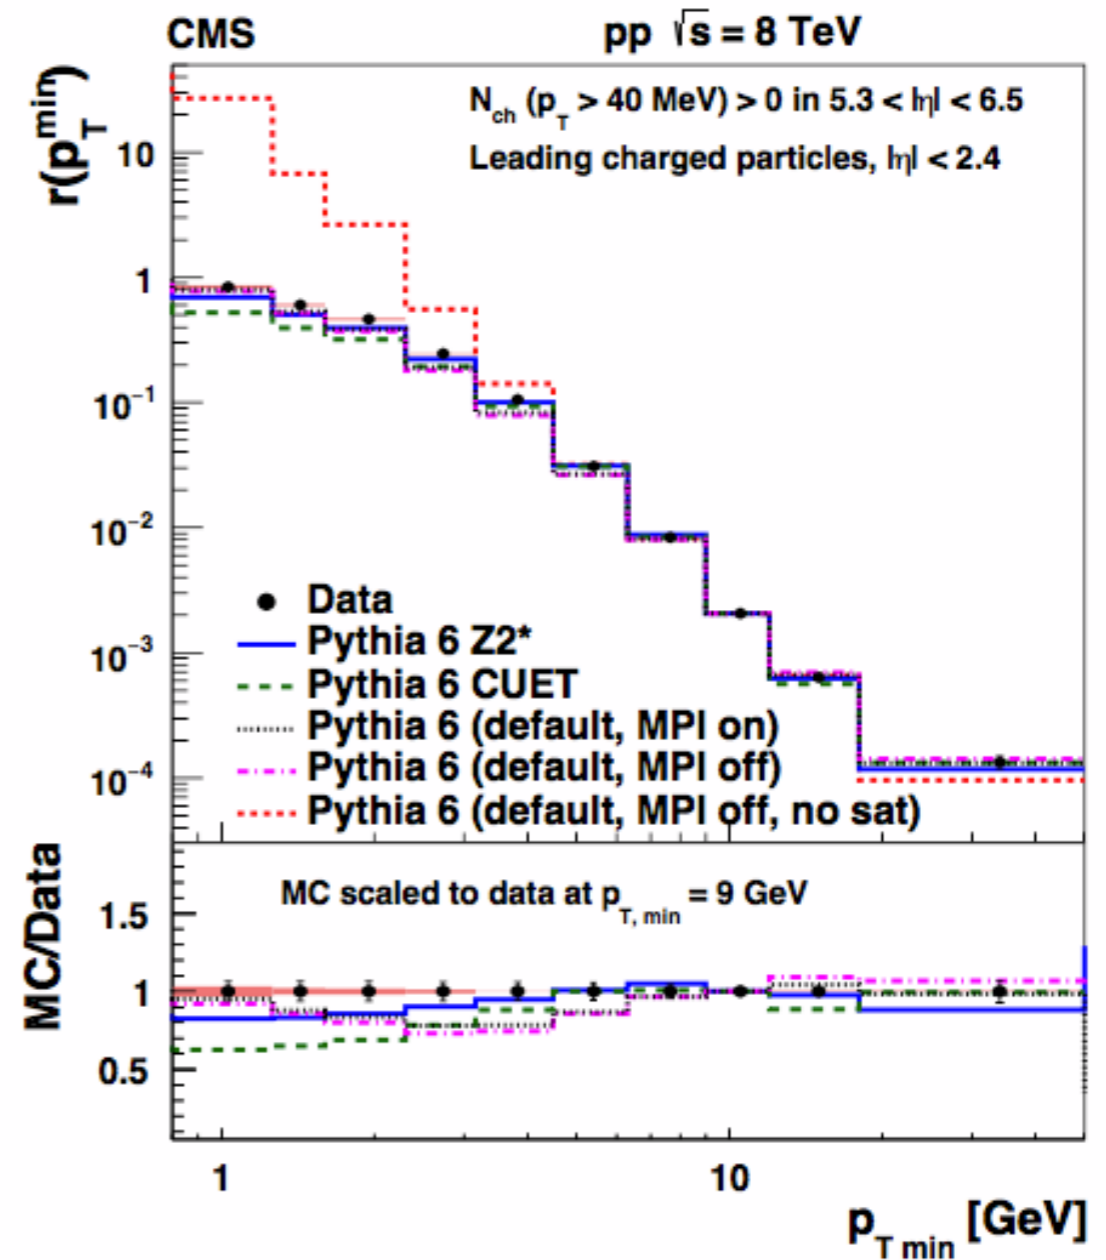 CMS pp √s = 8 TeV
r(p_T^min)
N_ch (p_T > 40 MeV) > 0 in 5.3 < |η| < 6.5
Leading charged particles, |η| < 2.4
10
1
10^−1
10^−2
10^−3
10^−4
Data
Pythia 6 Z2*
Pythia 6 CUET
Pythia 6 (default, MPI on)
Pythia 6 (default, MPI off)
Pythia 6 (default, MPI off, no sat)
MC/Data
MC scaled to data at p_T, min = 9 GeV
1.5
1
0.5
1 10
p_T min [GeV]